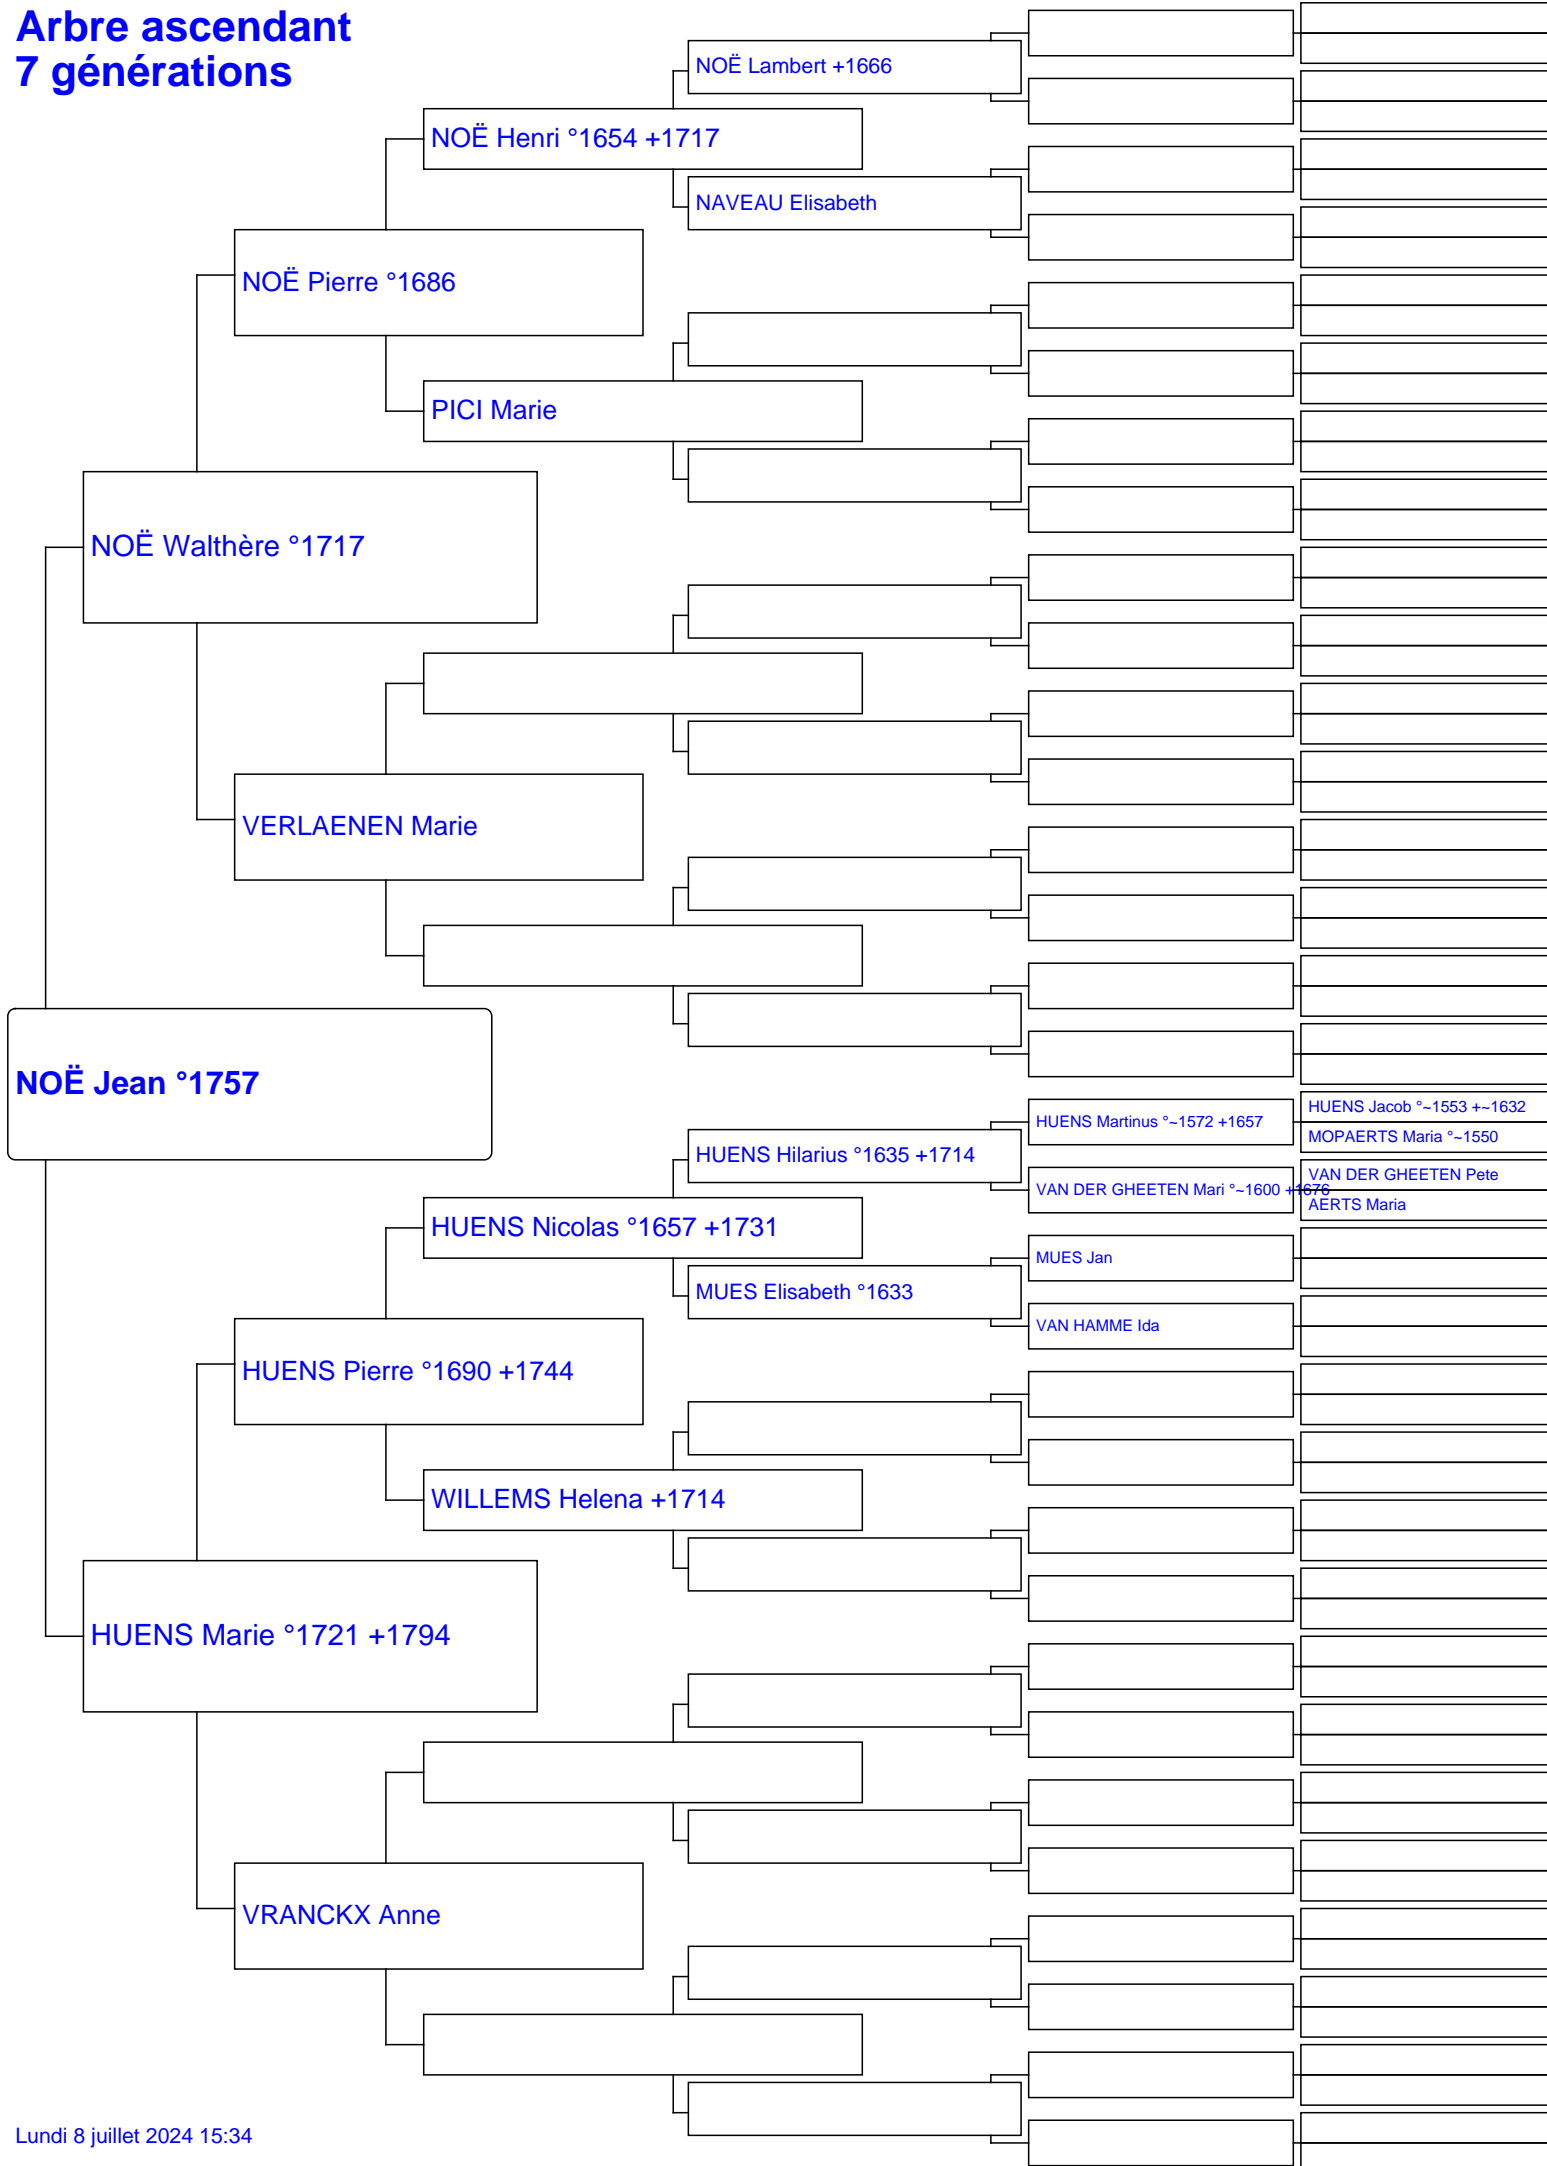 Arbre ascendant
7 générations
NOË Lambert +1666
NOË Henri °1654 +1717
NAVEAU Elisabeth
NOË Pierre °1686
PICI Marie
NOË Walthère °1717
VERLAENEN Marie
NOË Jean °1757
HUENS Jacob °~1553 +~1632
HUENS Martinus °~1572 +1657
MOPAERTS Maria °~1550
HUENS Hilarius °1635 +1714
VAN DER GHEETEN Pete
VAN DER GHEETEN Mari °~1600 +1676
AERTS Maria
HUENS Nicolas °1657 +1731
MUES Jan
MUES Elisabeth °1633
VAN HAMME Ida
HUENS Pierre °1690 +1744
WILLEMS Helena +1714
HUENS Marie °1721 +1794
VRANCKX Anne
Lundi 8 juillet 2024 15:34